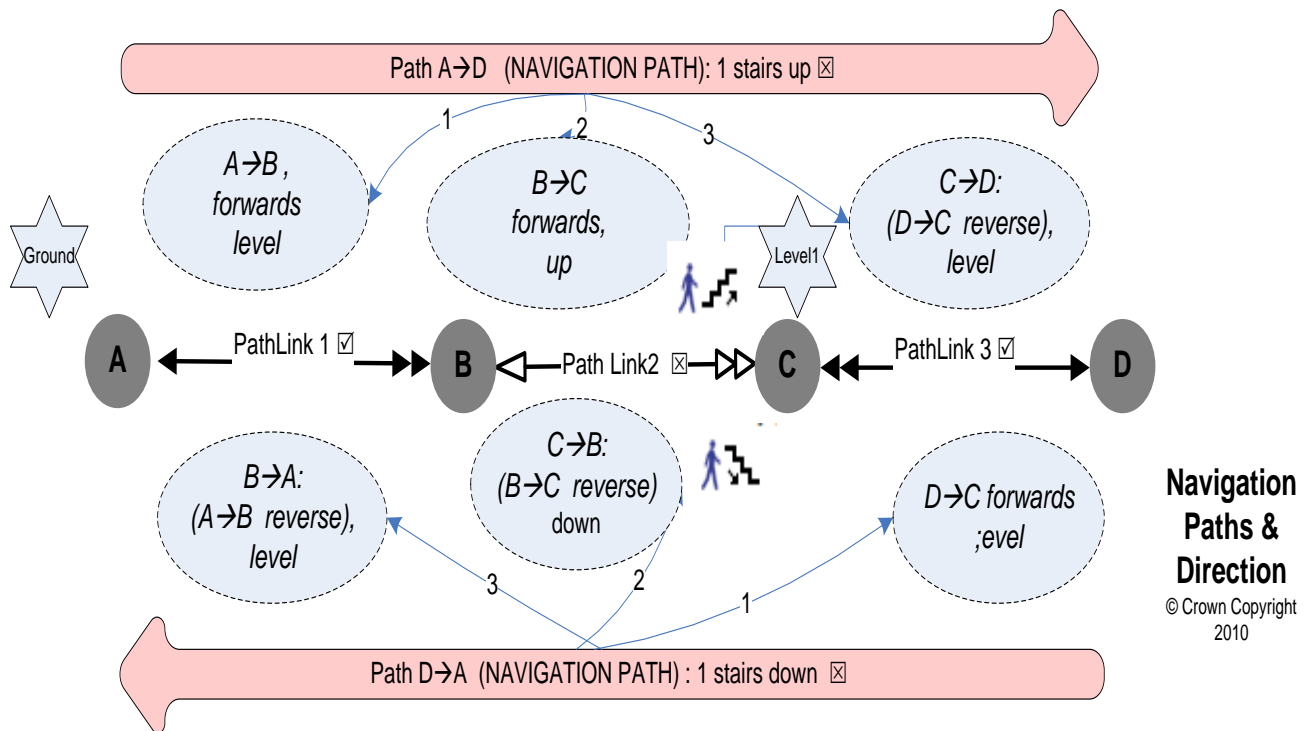 Path A→D (NAVIGATION PATH): 1 stairs up ☒
1
2
3
A→B ,
forwards
level
B→C
forwards,
up
C→D:
(D→C reverse),
level
Ground
Level1
A
PathLink 1 ☑
B
Path Link2 ☒
C
PathLink 3 ☑
D
B→A:
(A→B reverse),
level
C→B:
(B→C reverse)
down
D→C forwards
;evel
3
2
1
Path D→A (NAVIGATION PATH) : 1 stairs down ☒
Navigation
Paths &
Direction
© Crown Copyright
2010